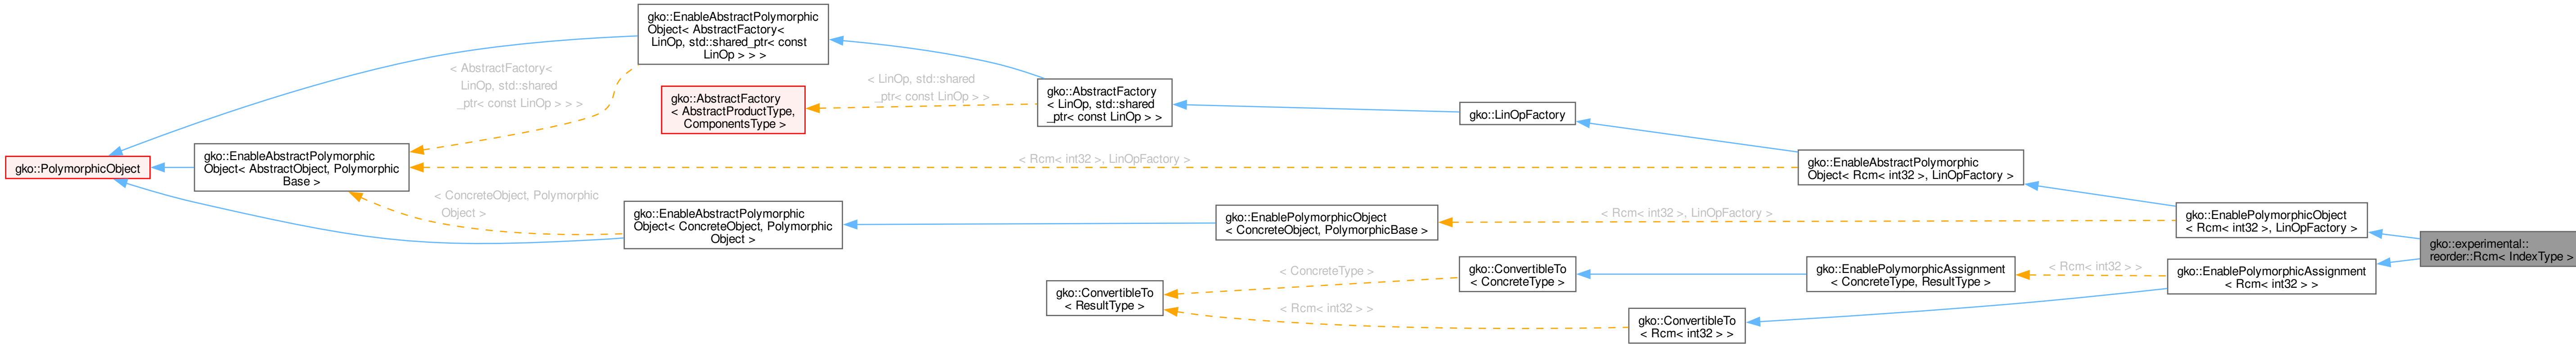 gko::PolymorphicObject
gko::EnableAbstractPolymorphic
Object< AbstractObject, Polymorphic
Base >
gko::EnableAbstractPolymorphic
Object< AbstractFactory<
LinOp, std::shared_ptr< const
LinOp > > >
< AbstractFactory<
LinOp, std::shared
_ptr< const LinOp > > >
gko::AbstractFactory
< AbstractProductType,
ComponentsType >
< LinOp, std::shared
_ptr< const LinOp > >
gko::AbstractFactory
< LinOp, std::shared
_ptr< const LinOp > >
gko::LinOpFactory
< Rcm< int32 >, LinOpFactory >
gko::EnableAbstractPolymorphic
Object< Rcm< int32 >, LinOpFactory >
< ConcreteObject, Polymorphic
Object >
gko::EnableAbstractPolymorphic
Object< ConcreteObject, Polymorphic
Object >
gko::EnablePolymorphicObject
< ConcreteObject, PolymorphicBase >
< Rcm< int32 >, LinOpFactory >
gko::EnablePolymorphicObject
< Rcm< int32 >, LinOpFactory >
gko::experimental::
reorder::Rcm< IndexType >
gko::ConvertibleTo
< ResultType >
< ConcreteType >
gko::ConvertibleTo
< ConcreteType >
gko::EnablePolymorphicAssignment
< ConcreteType, ResultType >
< Rcm< int32 > >
gko::EnablePolymorphicAssignment
< Rcm< int32 > >
< Rcm< int32 > >
gko::ConvertibleTo
< Rcm< int32 > >